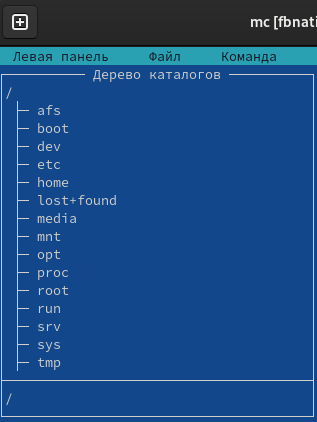 mc [fbnati
Левая панель Файл Команда
Дерево каталогов
/
afs
boot
dev
etc
home
lost+found
media
mnt
opt
proc
root
run
srv
sys
tmp
/